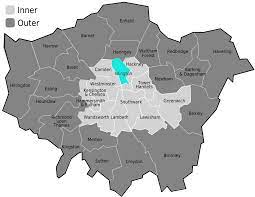 Inner
Outer
Enfield
Barnet
Harrow
Haringey
Waltham
Forest
Redbridge
Havering
Brent
Camden
Islington
Hackney
Barking
& Dagenham
Hillingdon
Ealing
Westminster
Tower
Hamlets
Newham
Kensington
& Chelsea
Hammersmith
& Fulham
Hounslow
Southwark
Greenwich
Bexley
Richmond
upon
Thames
Wandsworth
Lambeth
Lewisham
Kingston
Merton
Sutton
Croydon
Bromley